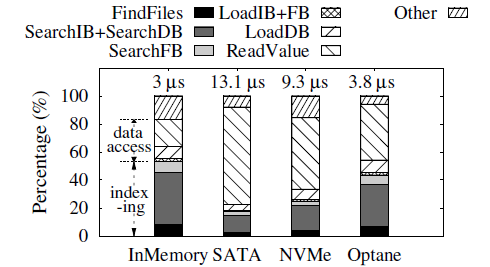 FindFiles LoadIB+FB Other
SearchIB+SearchDB LoadDB
SearchFB ReadValue
3 μs 13.1 μs 9.3 μs 3.8 μs
Percentage (%)
100
80
60
40
20
0
data
access
index
-ing
InMemory SATA NVMe Optane